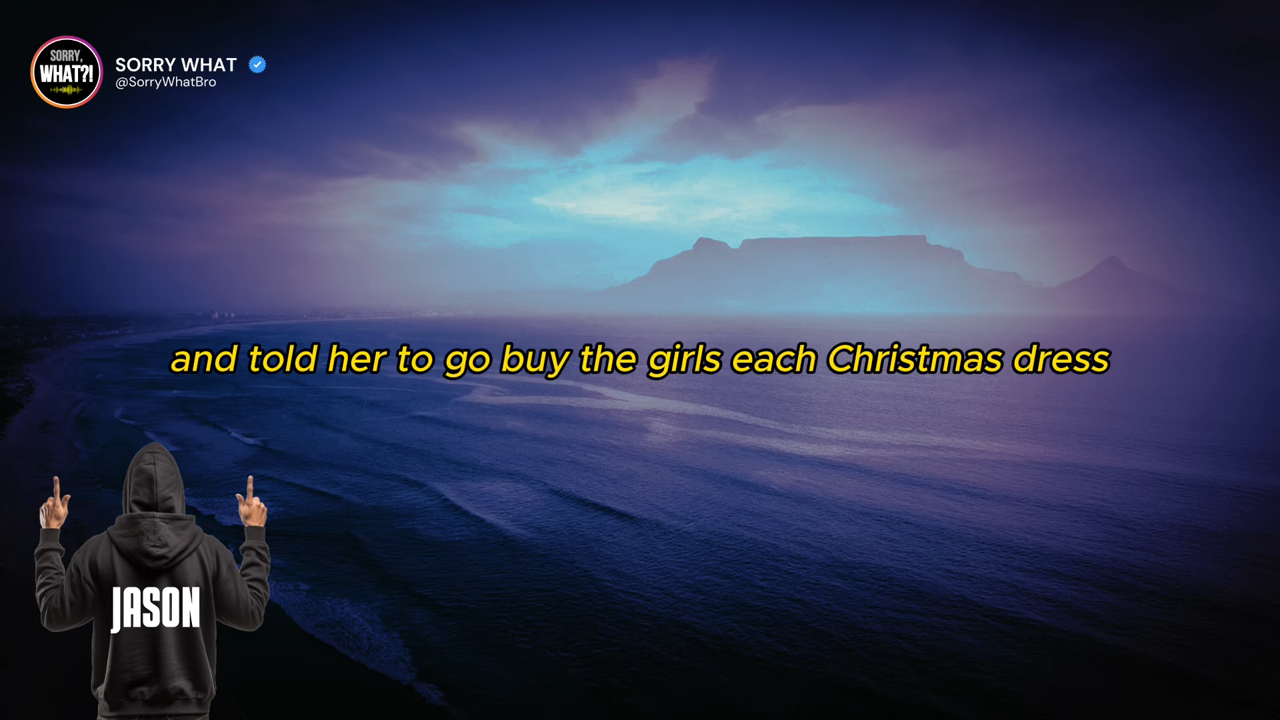 SORRY,
WHAT?!
SORRY WHAT
@SorryWhatBro
and told her to go buy the girls each Christmas dress
JASON